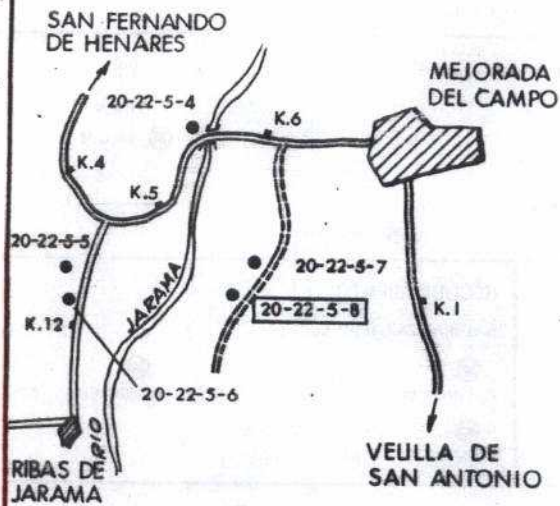 SAN FERNANDO
DE HENARES
MEJORADA
DEL CAMPO
20-22-5-4
K.6
K.4
K.5
20-22-5-5
20-22-5-7
20-22-5-8
K.1
K.12
JARAMA
20-22-5-6
RIO
RIBAS DE
JARAMA
VELILLA DE
SAN ANTONIO